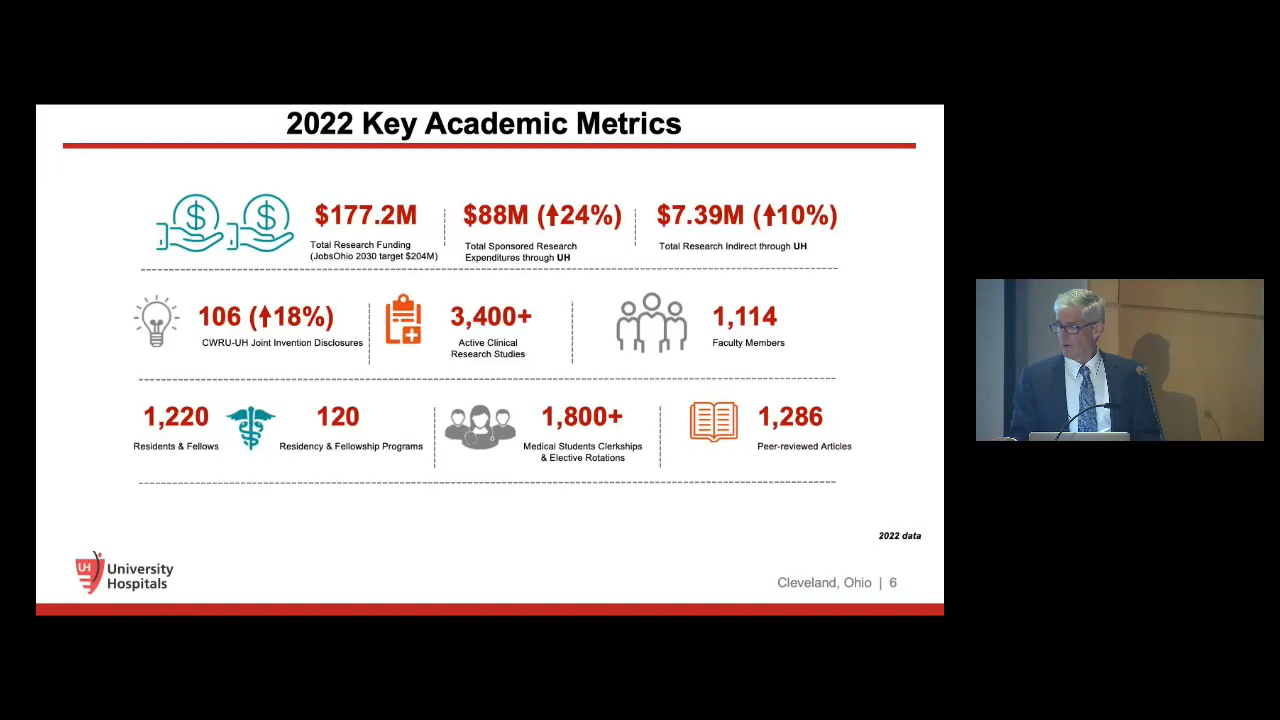 2022 Key Academic Metrics
$177.2M
Total Research Funding
(JobsOhio 2030 target $204M)
$88M (⬆24%)
Total Sponsored Research
Expenditures through UH
$7.39M (⬆10%)
Total Research Indirect through UH
106 (⬆18%)
CWRU-UH Joint Invention Disclosures
3,400+
Active Clinical
Research Studies
1,114
Faculty Members
1,220
Residents & Fellows
120
Residency & Fellowship Programs
1,800+
Medical Students Clerkships
& Elective Rotations
1,286
Peer-reviewed Articles
2022 data
UH University
Hospitals
Cleveland, Ohio | 6